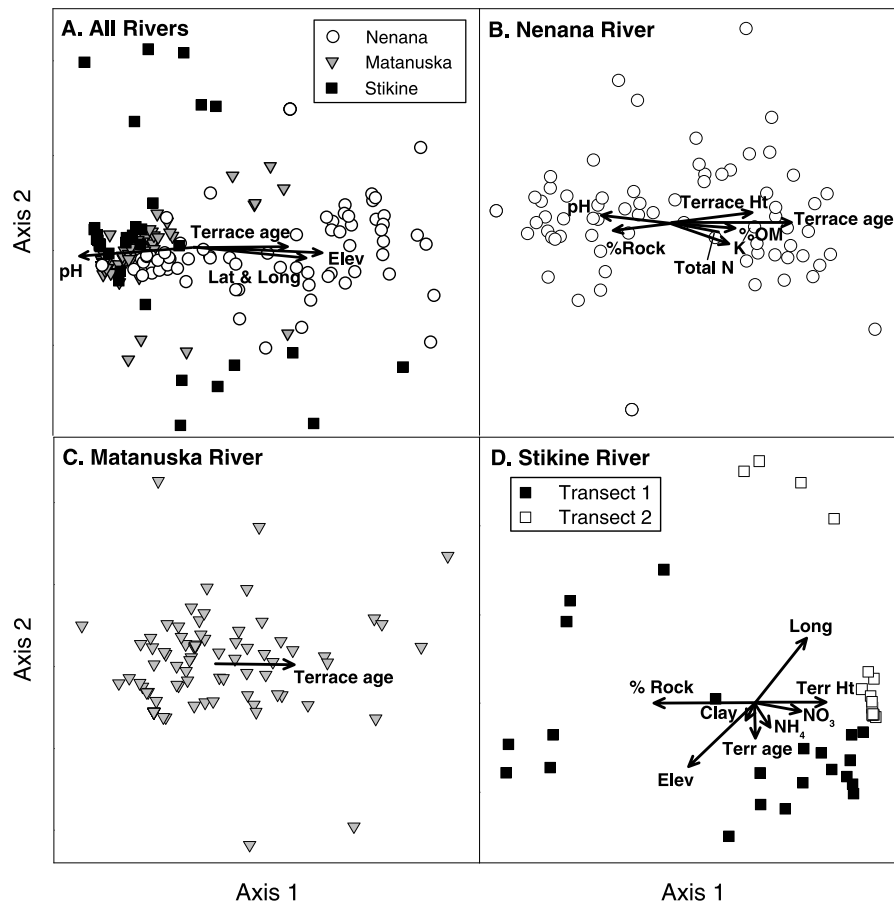 A. All Rivers
Nenana
Matanuska
Stikine
Terrace age
Elev
pH
Lat & Long
B. Nenana River
pH
Terrace Ht
Terrace age
%Rock
%OM
K
Total N
C. Matanuska River
Terrace age
D. Stikine River
Transect 1
Transect 2
Long
% Rock
Terr Ht
Clay
NO3
NH4
Terr age
Elev
Axis 2
Axis 2
Axis 1
Axis 1